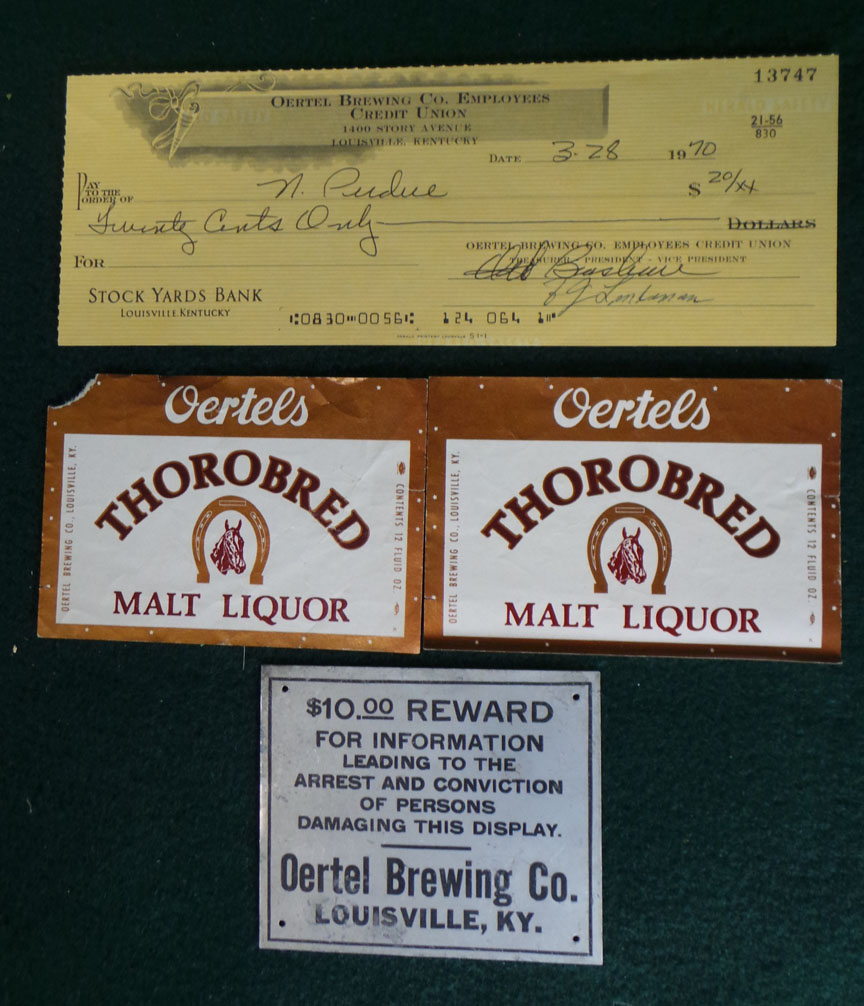 13747
OERTEL BREWING CO. EMPLOYEES
CREDIT UNION
1400 STORY AVENUE
LOUISVILLE, KENTUCKY
21-56
830
DATE 3-28 1970
PAY
TO THE
ORDER OF N. Perdue $ 20/xx
Twenty Cents Only DOLLARS
OERTEL BREWING CO. EMPLOYEES CREDIT UNION
FOR
TREASURER - PRESIDENT - VICE PRESIDENT
STOCK YARDS BANK
LOUISVILLE, KENTUCKY
⑆0830⑉0056⑆ 124 064 1⑈
Oertels
THOROBRED
MALT LIQUOR
OERTEL BREWING CO., LOUISVILLE, KY.
CONTENTS 12 FLUID OZ.
Oertels
THOROBRED
MALT LIQUOR
OERTEL BREWING CO., LOUISVILLE, KY.
CONTENTS 12 FLUID OZ.
$10.00 REWARD
FOR INFORMATION
LEADING TO THE
ARREST AND CONVICTION
OF PERSONS
DAMAGING THIS DISPLAY.
Oertel Brewing Co.
LOUISVILLE, KY.